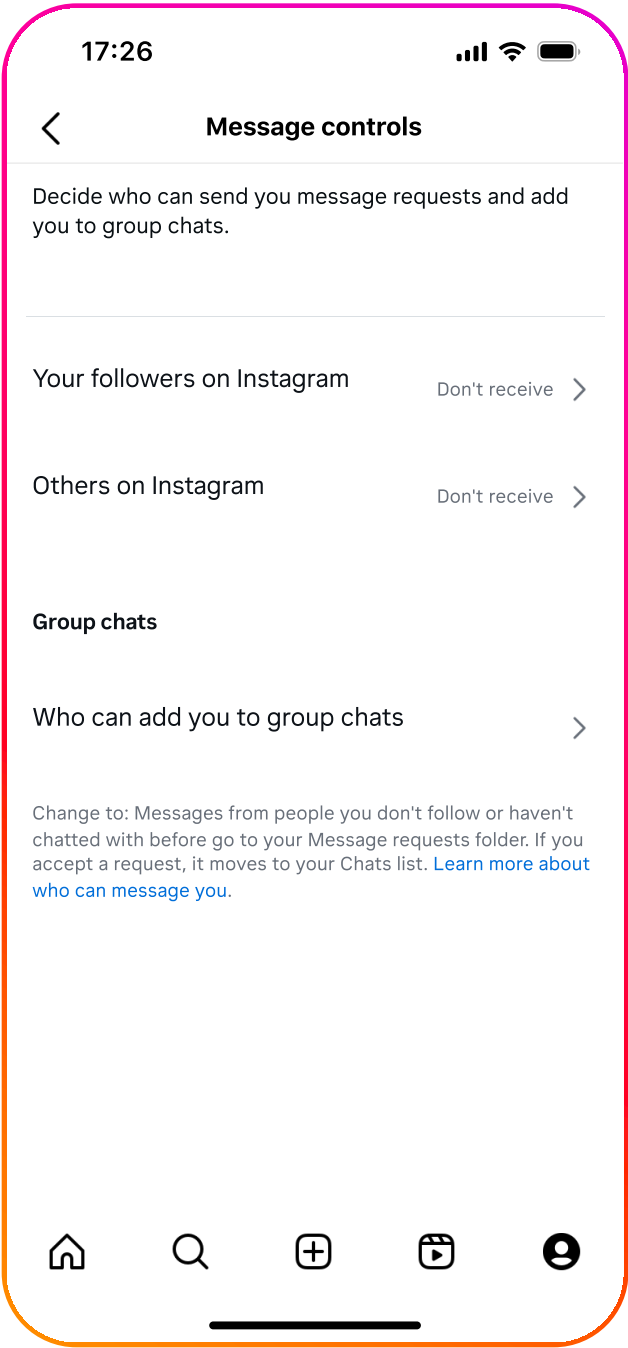 17:26
Message controls
Decide who can send you message requests and add
you to group chats.
Your followers on Instagram
Don't receive
Others on Instagram
Don't receive
Group chats
Who can add you to group chats
Change to: Messages from people you don't follow or haven't
chatted with before go to your Message requests folder. If you
accept a request, it moves to your Chats list. Learn more about
who can message you.